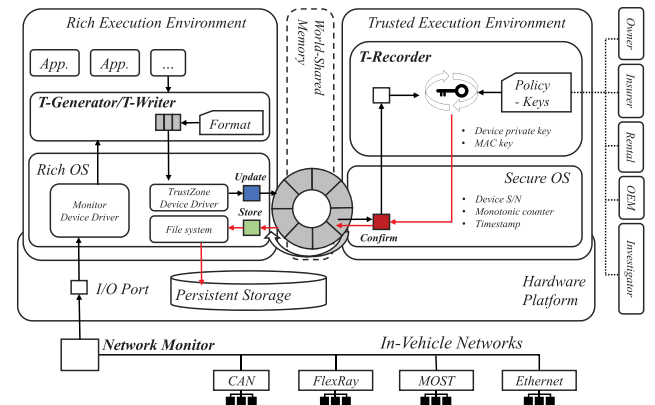 Rich Execution Environment
World-Shared
Memory
Trusted Execution Environment
App.
App.
...
T-Generator/T-Writer
Format
T-Recorder
Policy
- Keys
• Device private key
• MAC key
Rich OS
Monitor
Device Driver
TrustZone
Device Driver
File system
Update
Store
Confirm
Secure OS
• Device S/N
• Monotonic counter
• Timestamp
I/O Port
Persistent Storage
Hardware
Platform
Owner
Insurer
Rental
OEM
Investigator
Network Monitor
In-Vehicle Networks
CAN
FlexRay
MOST
Ethernet